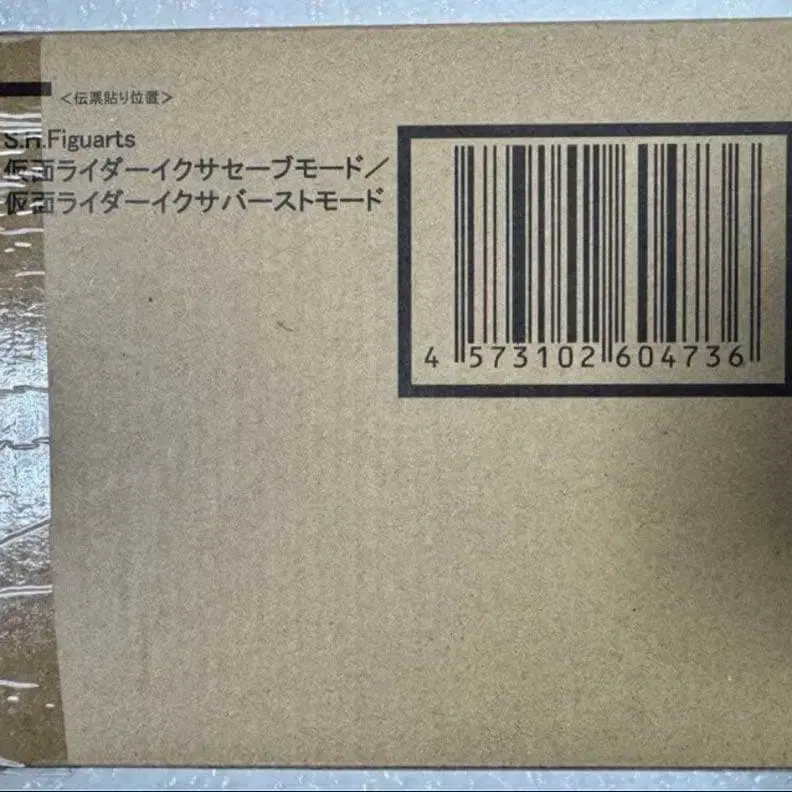 ＜伝票貼り位置＞
S.H.Figuarts
仮面ライダーイクサセーブモード／
仮面ライダーイクサバーストモード
4 573102 604736